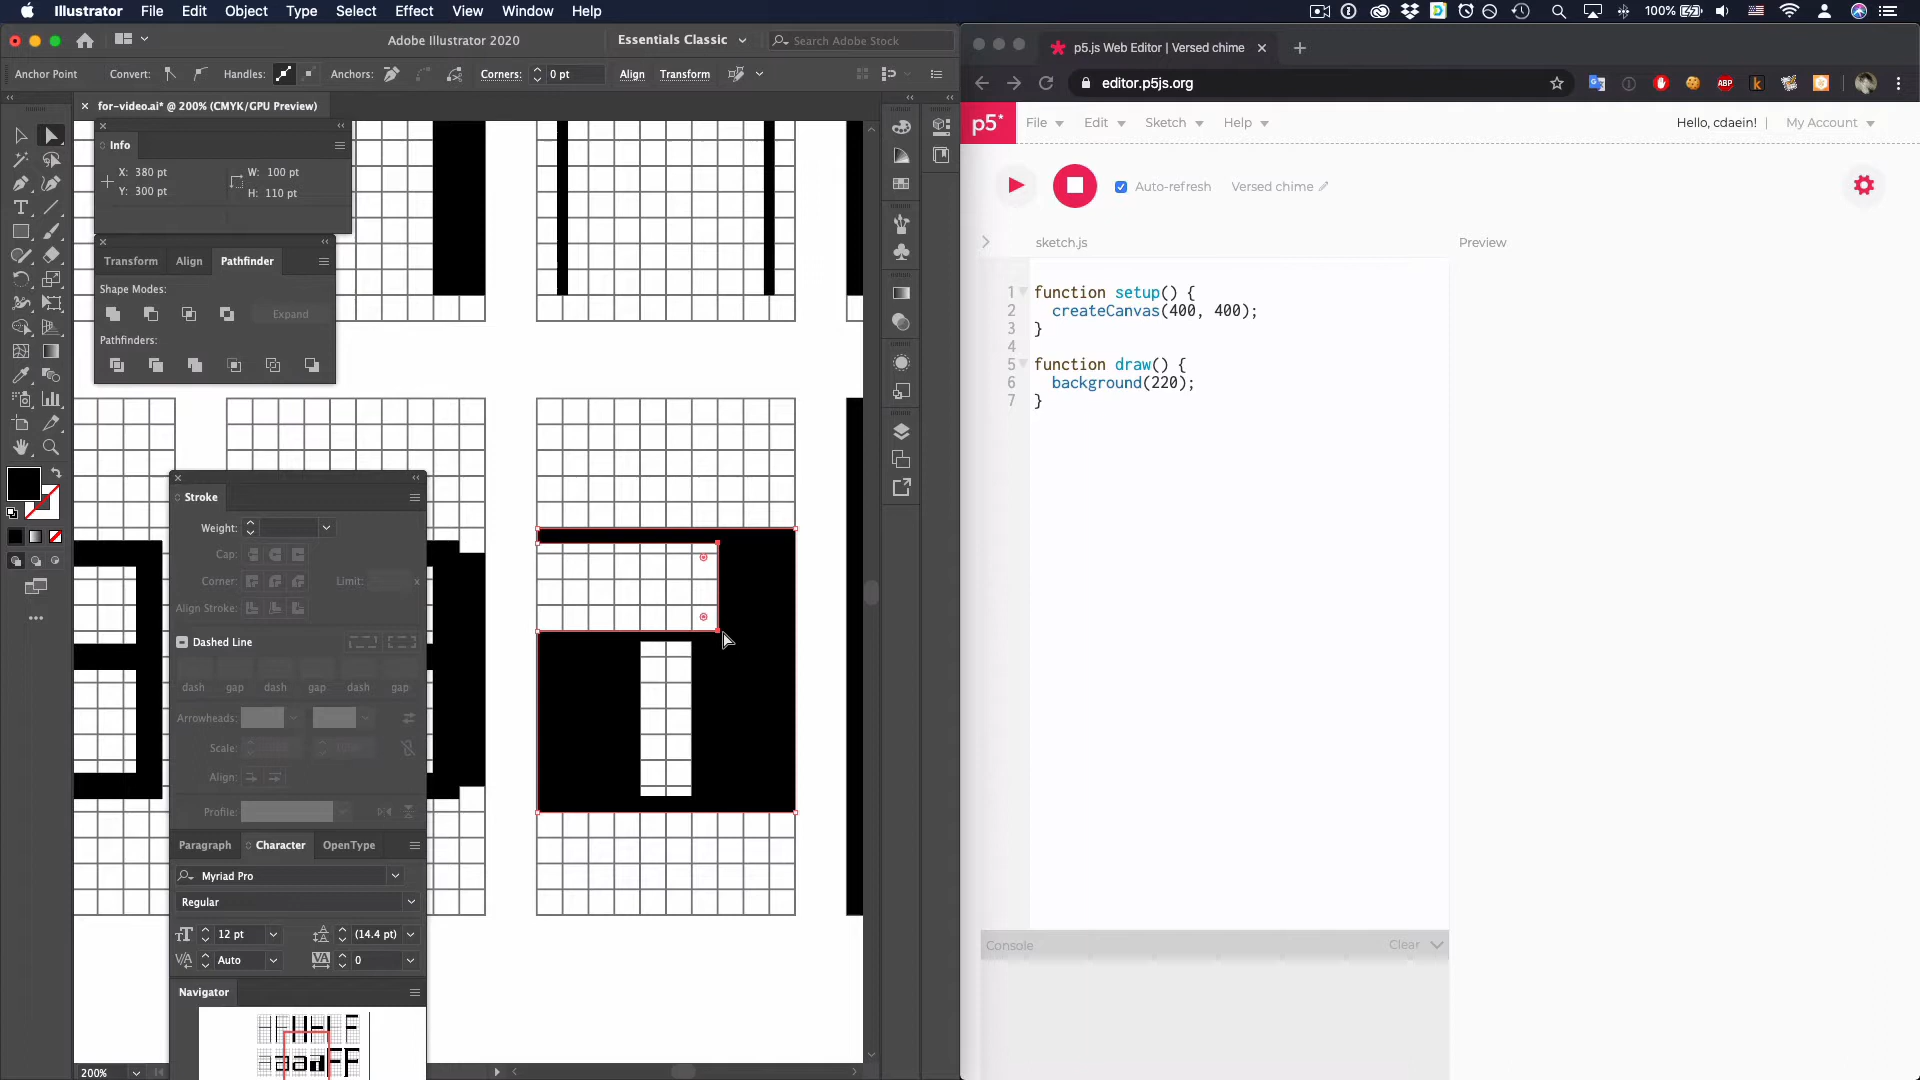 Illustrator File Edit Object Type Select Effect View Window Help
100%
Adobe Illustrator 2020
Essentials Classic
Search Adobe Stock
Anchor Point Convert: Handles: Anchors: Corners: 0 pt Align Transform
for-video.ai* @ 200% (CMYK/GPU Preview)
Info
X: 380 pt
Y: 300 pt
W: 100 pt
H: 110 pt
Transform Align Pathfinder
Shape Modes:
Expand
Pathfinders:
Stroke
Weight:
Cap:
Corner: Limit: x
Align Stroke:
Dashed Line
dash gap dash gap dash gap
Arrowheads:
Scale:
Align:
Profile:
Paragraph Character OpenType
Myriad Pro
Regular
12 pt (14.4 pt)
Auto 0
Navigator
200%
p5.js Web Editor | Versed chime
editor.p5js.org
ABP
k
p5* File Edit Sketch Help Hello, cdaein! | My Account
Auto-refresh Versed chime
sketch.js
Preview
1 function setup() {
2 createCanvas(400, 400);
3 }
4
5 function draw() {
6 background(220);
7 }
Console Clear